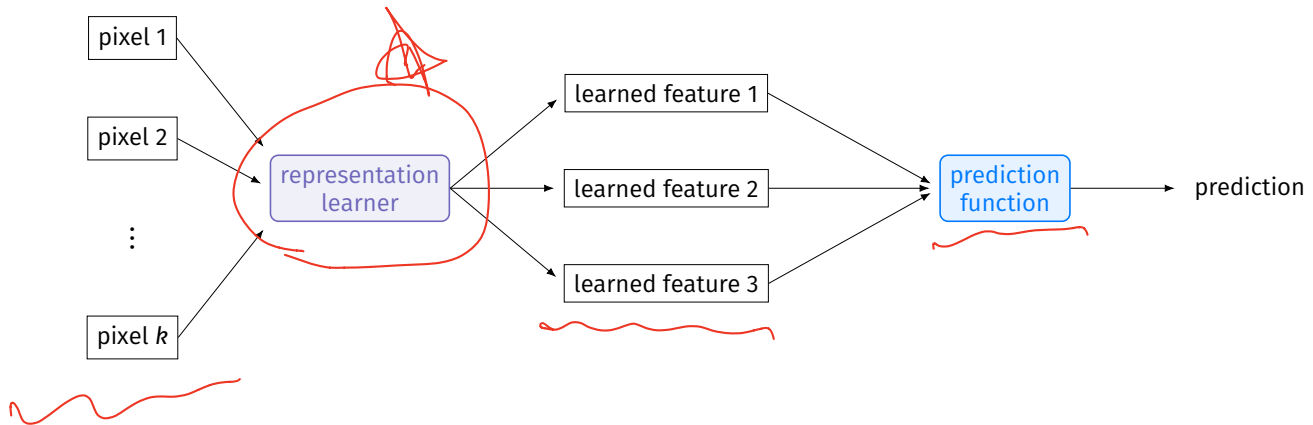 pixel 1
pixel 2
⋮
pixel k
representation
learner
learned feature 1
learned feature 2
learned feature 3
prediction
function
prediction